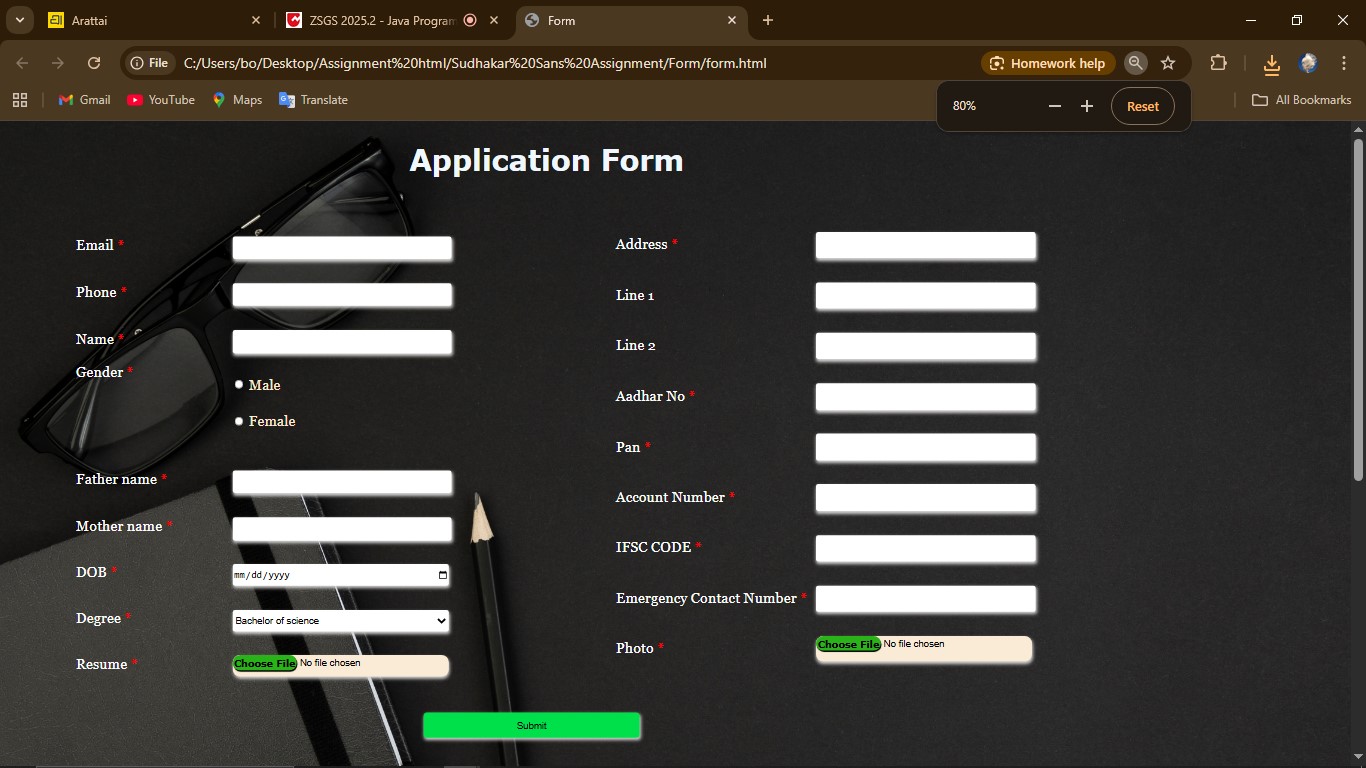 Arattai
ZSGS 2025.2 - Java Program
Form
File
C:/Users/bo/Desktop/Assignment%20html/Sudhakar%20Sans%20Assignment/Form/form.html
Homework help
Gmail
YouTube
Maps
Translate
All Bookmarks
80%
Reset
Application Form
Email *
Phone *
Name *
Gender *
Male
Female
Father name *
Mother name *
DOB *
mm/dd/yyyy
Degree *
Bachelor of science
Resume *
Choose File No file chosen
Address *
Line 1
Line 2
Aadhar No *
Pan *
Account Number *
IFSC CODE *
Emergency Contact Number *
Photo *
Choose File No file chosen
Submit